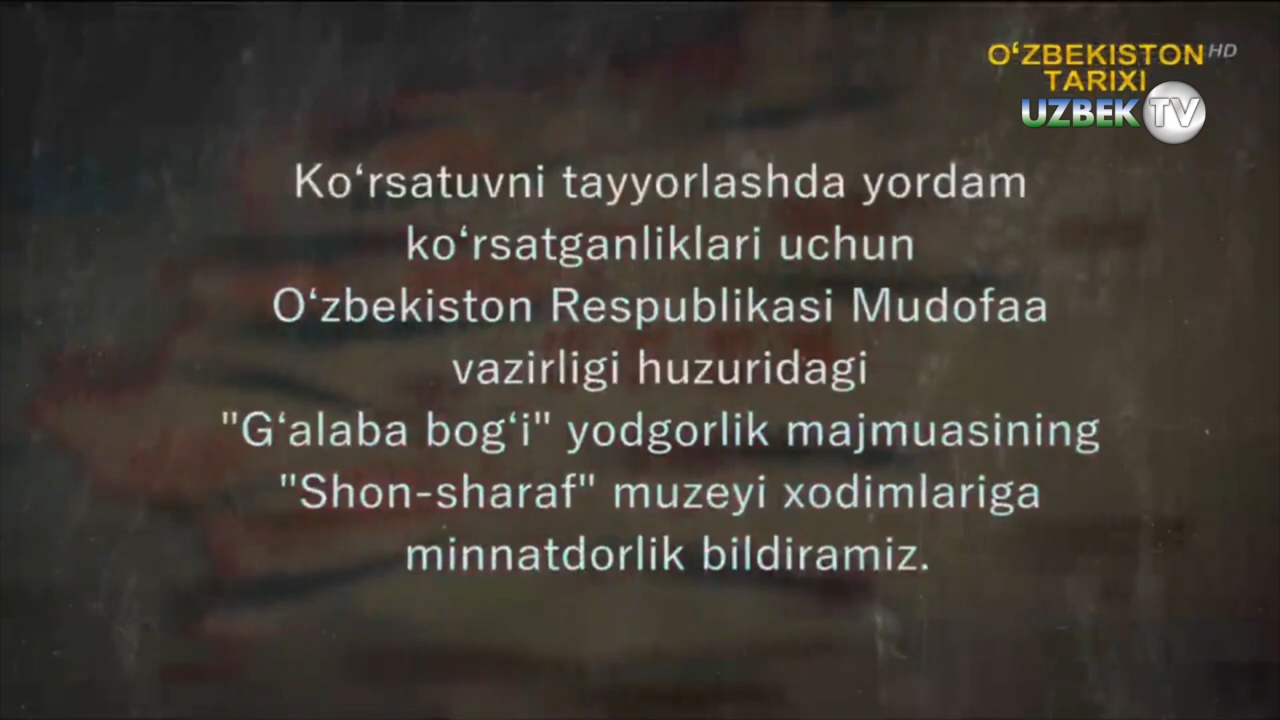 O‘ZBEKISTON HD
TARIXI
UZBEK TV
Ko‘rsatuvni tayyorlashda yordam
ko‘rsatganliklari uchun
O‘zbekiston Respublikasi Mudofaa
vazirligi huzuridagi
"G‘alaba bog‘i" yodgorlik majmuasining
"Shon-sharaf" muzeyi xodimlariga
minnatdorlik bildiramiz.